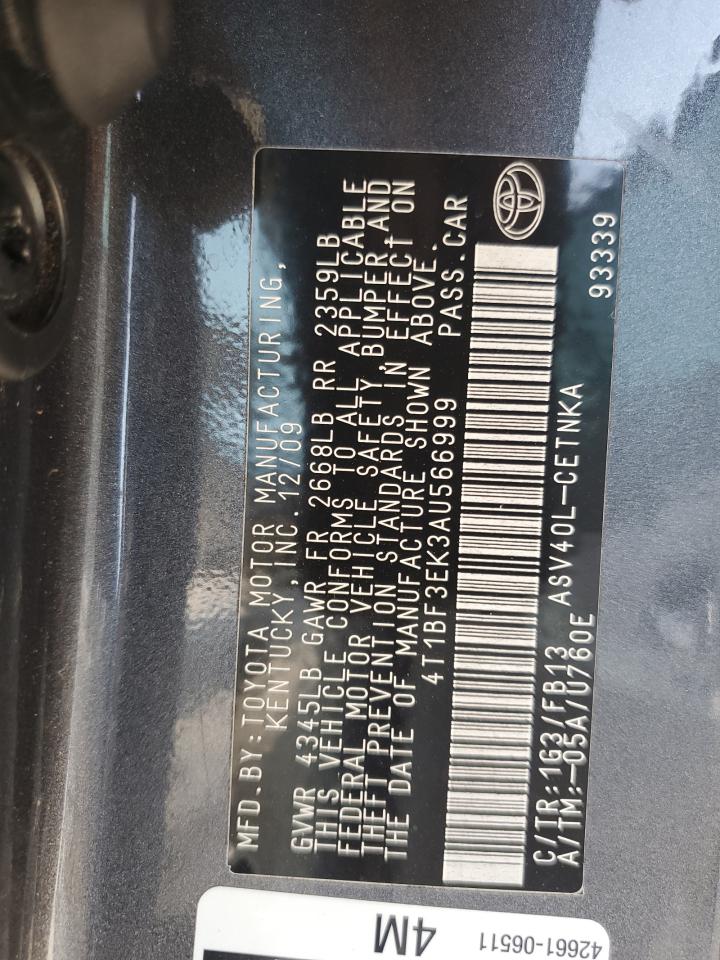 MFD.BY:TOYOTA MOTOR MANUFACTURING,
KENTUCKY,INC.12/09
GVWR 4345LB GAWR FR 2668LB RR 2359LB
THIS VEHICLE CONFORMS TO ALL APPLICABLE
FEDERAL MOTOR VEHICLE SAFETY,BUMPER,AND
THEFT PREVENTION STANDARDS IN EFFECT ON
THE DATE OF MANUFACTURE SHOWN ABOVE.
4T1BF3EK3AU566999 PASS.CAR
C/TR:1G3/FB13 ASV40L-CETNKA
A/TM:-05A/U760E 93339
4M
42661-06511